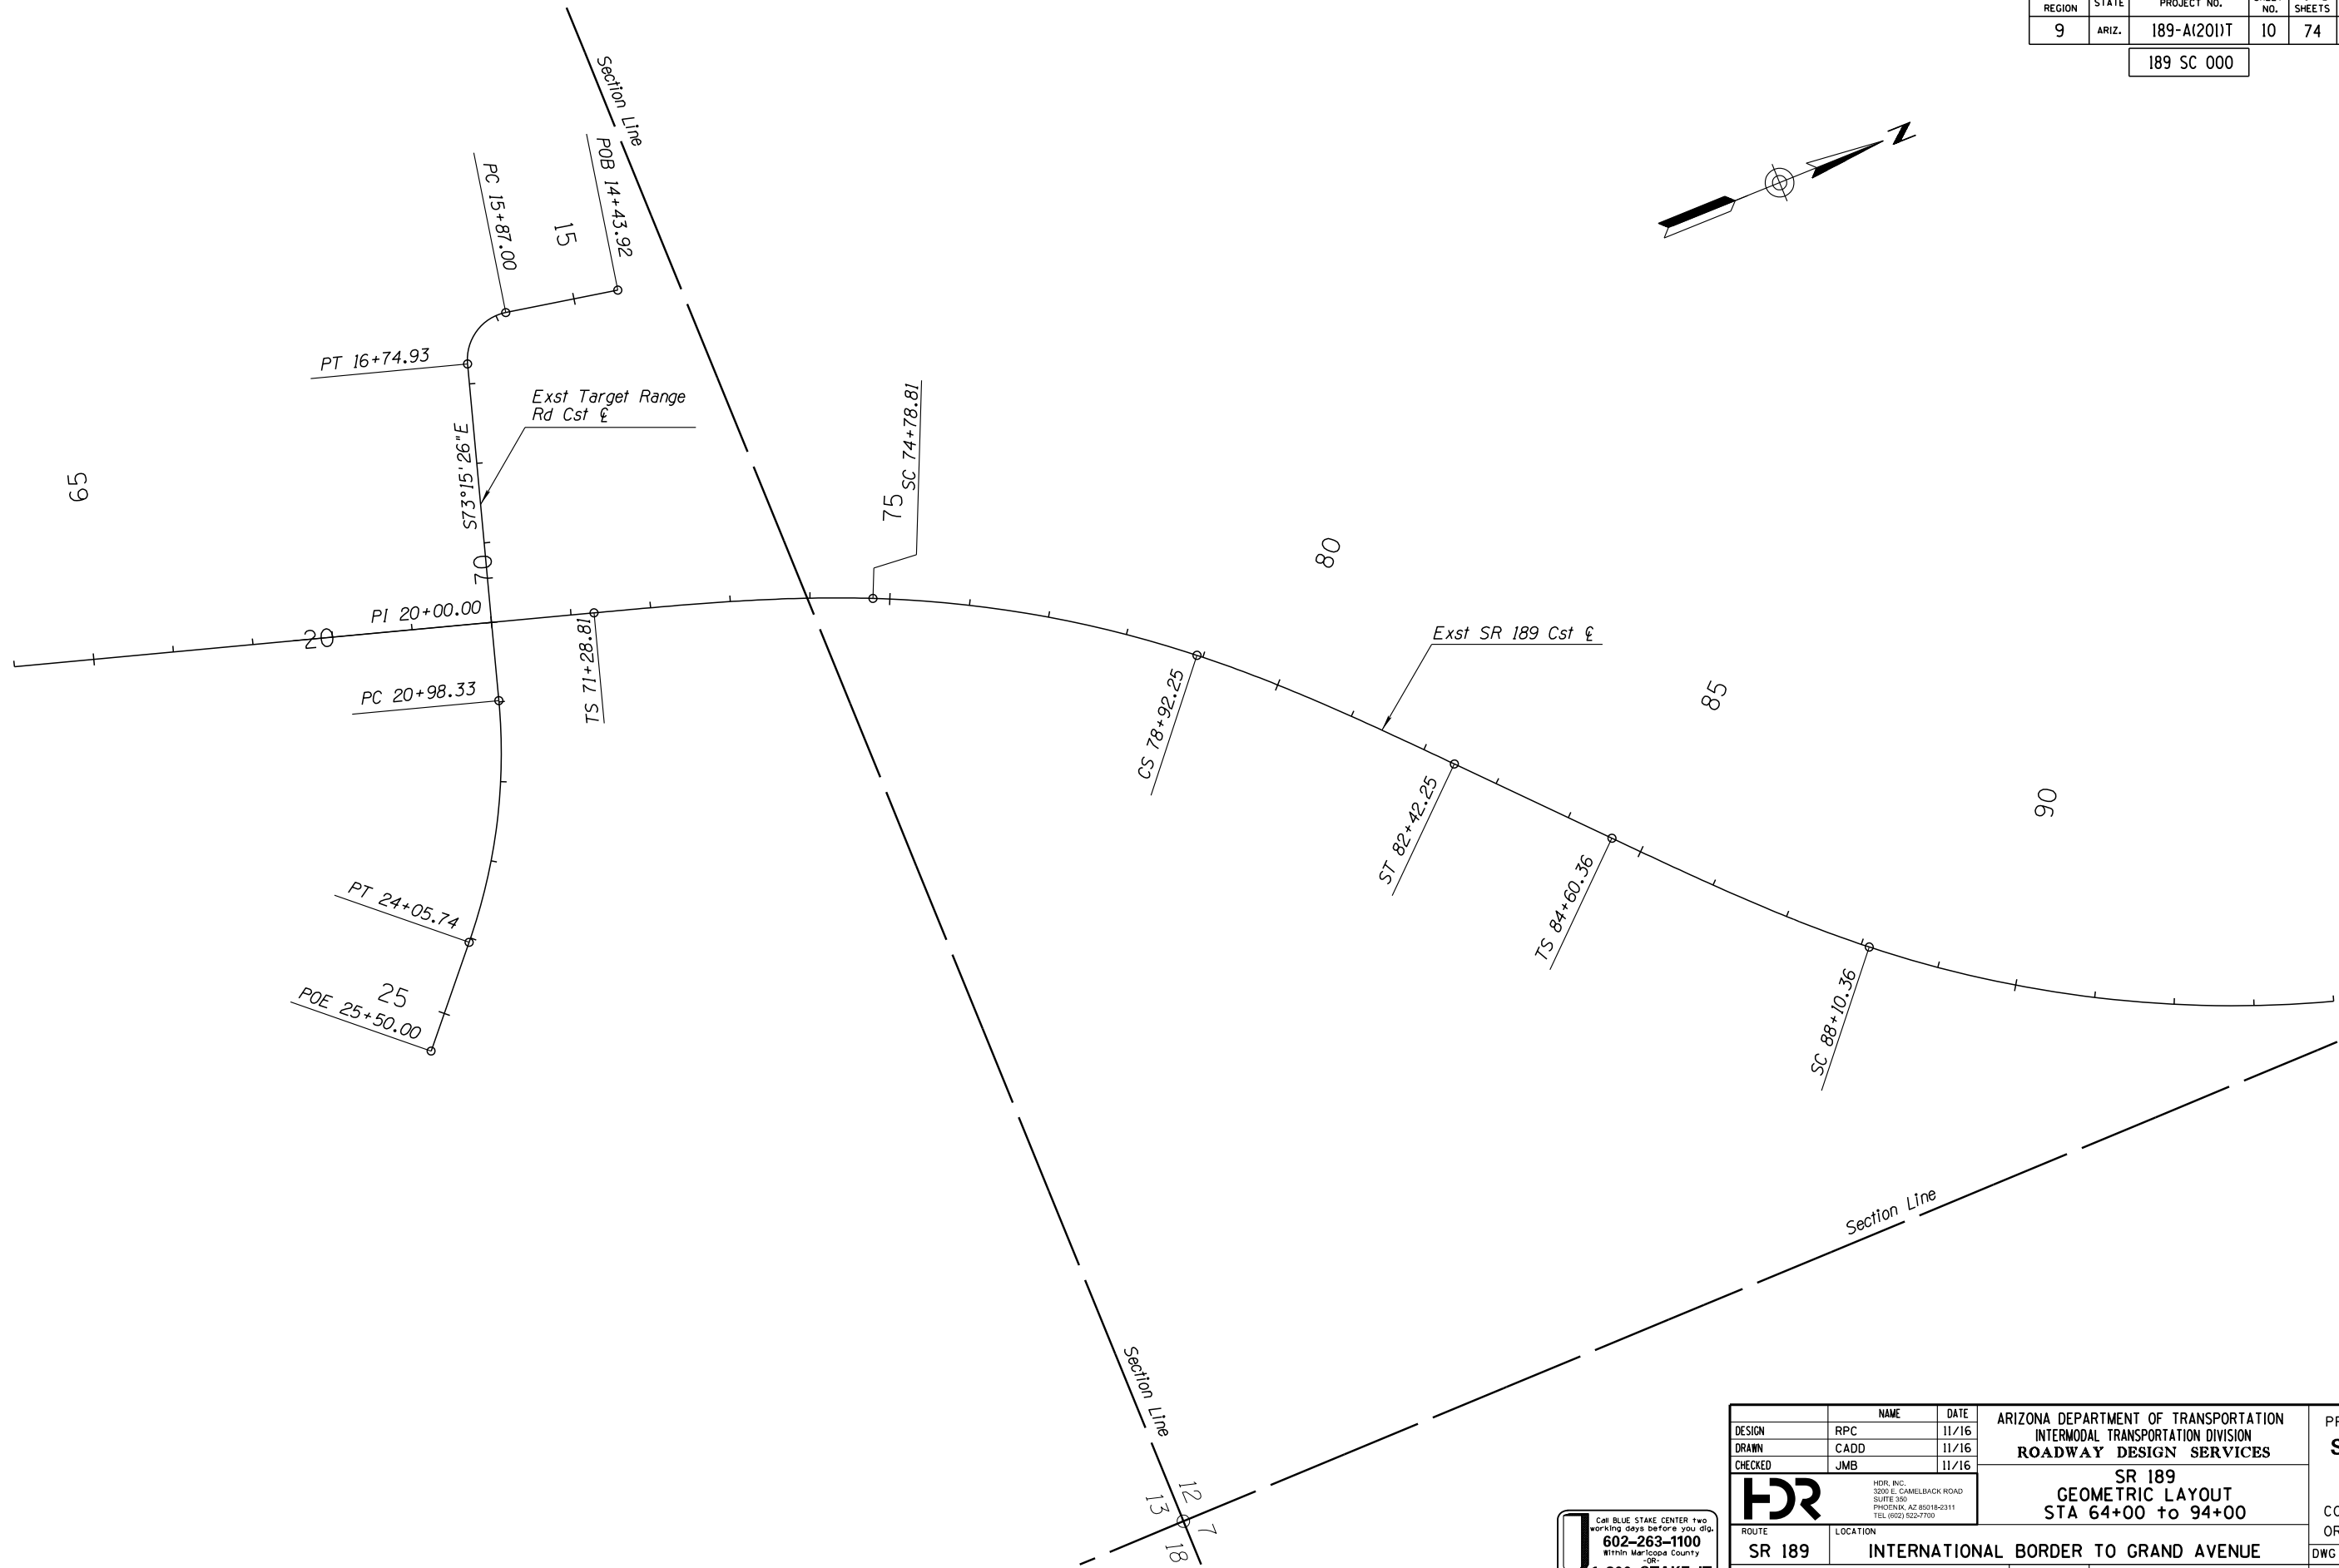 REGION STATE PROJECT NO. NO. SHEETS
9 ARIZ. 189-A(201)T 10 74
189 SC 000
N
Section Line
POB 14+43.92
PC 15+87.00
15
PT 16+74.93
Exst Target Range
Rd Cst ℄
S73°15'26"E
65
75
SC 74+78.81
70
PI 20+00.00
20
TS 71+28.81
80
Exst SR 189 Cst ℄
PC 20+98.33
CS 78+92.25
85
ST 82+42.25
90
TS 84+60.36
PT 24+05.74
25
POE 25+50.00
SC 88+10.36
Section Line
Section Line
12
13
7
18
Call BLUE STAKE CENTER two
working days before you dig.
602-263-1100
Within Maricopa County
-OR-
NAME DATE
DESIGN RPC 11/16
DRAWN CADD 11/16
CHECKED JMB 11/16
HDR
HDR, INC.
3200 E. CAMELBACK ROAD
SUITE 350
PHOENIX, AZ 85018-2311
TEL (602) 522-7700
ARIZONA DEPARTMENT OF TRANSPORTATION
INTERMODAL TRANSPORTATION DIVISION
ROADWAY DESIGN SERVICES
SR 189
GEOMETRIC LAYOUT
STA 64+00 to 94+00
ROUTE LOCATION
SR 189 INTERNATIONAL BORDER TO GRAND AVENUE
DWG